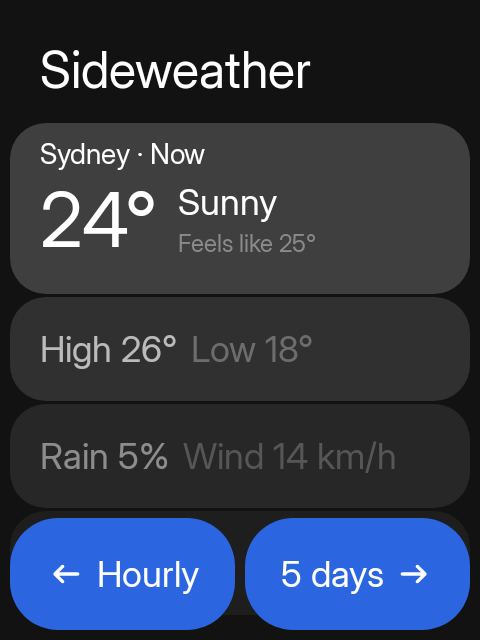 Sideweather
Sydney · Now
24° Sunny
Feels like 25°
High 26° Low 18°
Rain 5% Wind 14 km/h
← Hourly
5 days →